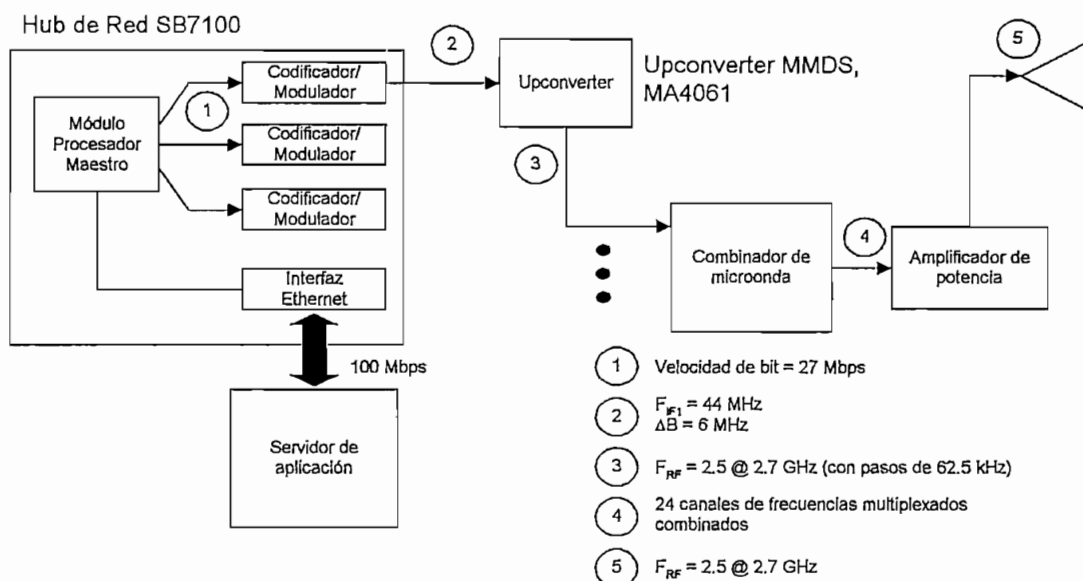 Hub de Red SB7100
Módulo
Procesador
Maestro
1
Codificador/
Modulador
Codificador/
Modulador
Codificador/
Modulador
Interfaz
Ethernet
100 Mbps
Servidor de
aplicación
2
Upconverter
Upconverter MMDS,
MA4061
3
Combinador de
microonda
4
Amplificador de
potencia
5
1 Velocidad de bit = 27 Mbps
2 F_IF1 = 44 MHz
ΔB = 6 MHz
3 F_RF = 2.5 @ 2.7 GHz (con pasos de 62.5 kHz)
4 24 canales de frecuencias multiplexados
combinados
5 F_RF = 2.5 @ 2.7 GHz